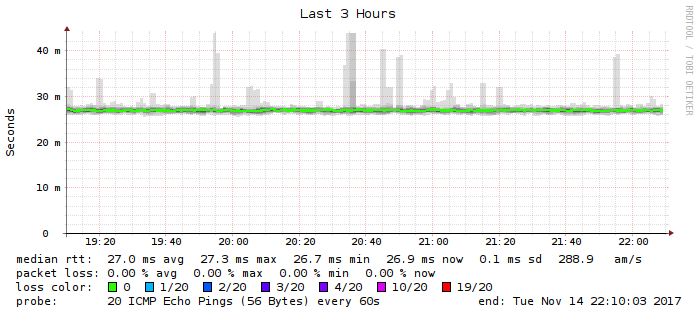 Last 3 Hours
RRDTOOL / TOBI OETIKER
Seconds
40 m
30 m
20 m
10 m
0
19:20 19:40 20:00 20:20 20:40 21:00 21:20 21:40 22:00
median rtt: 27.0 ms avg 27.3 ms max 26.7 ms min 26.9 ms now 0.1 ms sd 288.9 am/s
packet loss: 0.00 % avg 0.00 % max 0.00 % min 0.00 % now
loss color: 0 1/20 2/20 3/20 4/20 10/20 19/20
probe: 20 ICMP Echo Pings (56 Bytes) every 60s end: Tue Nov 14 22:10:03 2017